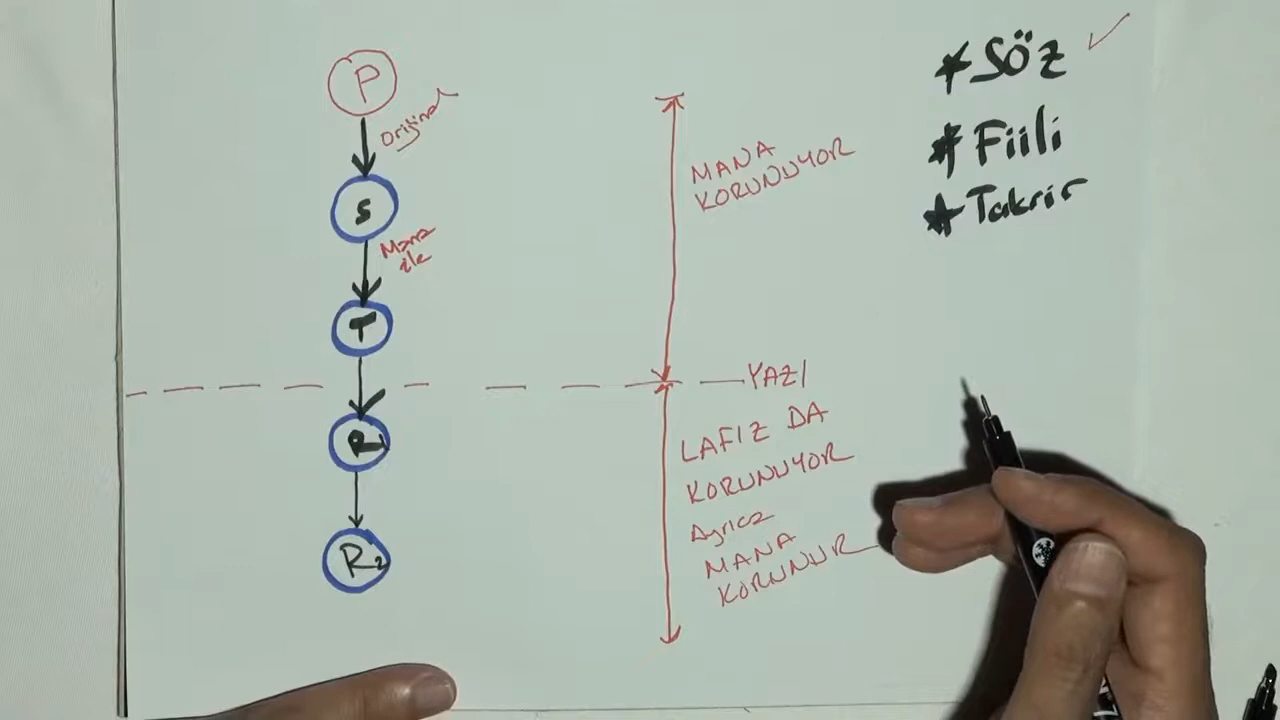 P
Orijinal
S
Mana
ile
T
R1
R2
MANA
KORUNUYOR
YAZI
LAFIZ DA
KORUNUYOR
Ayrıca
MANA
KORUNUR
* SÖZ ✓
* Fiili
* Takrir